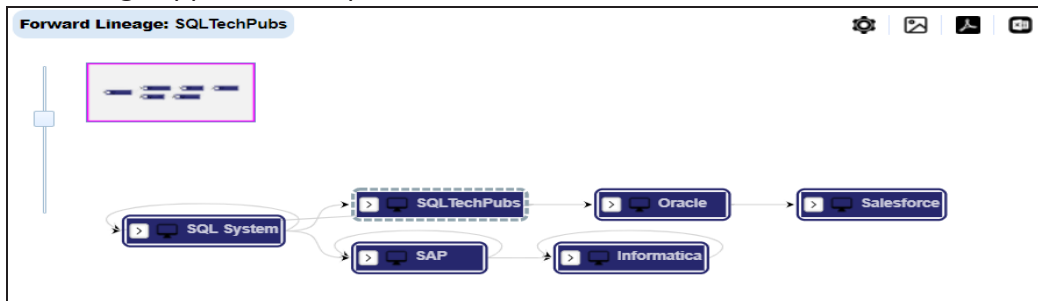 Forward Lineage: SQLTechPubs
SQLTechPubs
Oracle
Salesforce
SQL System
SAP
Informatica